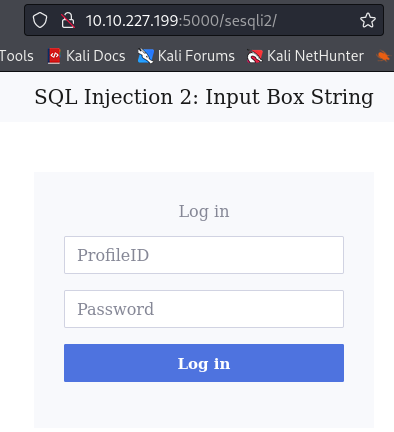 10.10.227.199:5000/sesqli2/
Tools Kali Docs Kali Forums Kali NetHunter
SQL Injection 2: Input Box String
Log in
ProfileID
Password
Log in